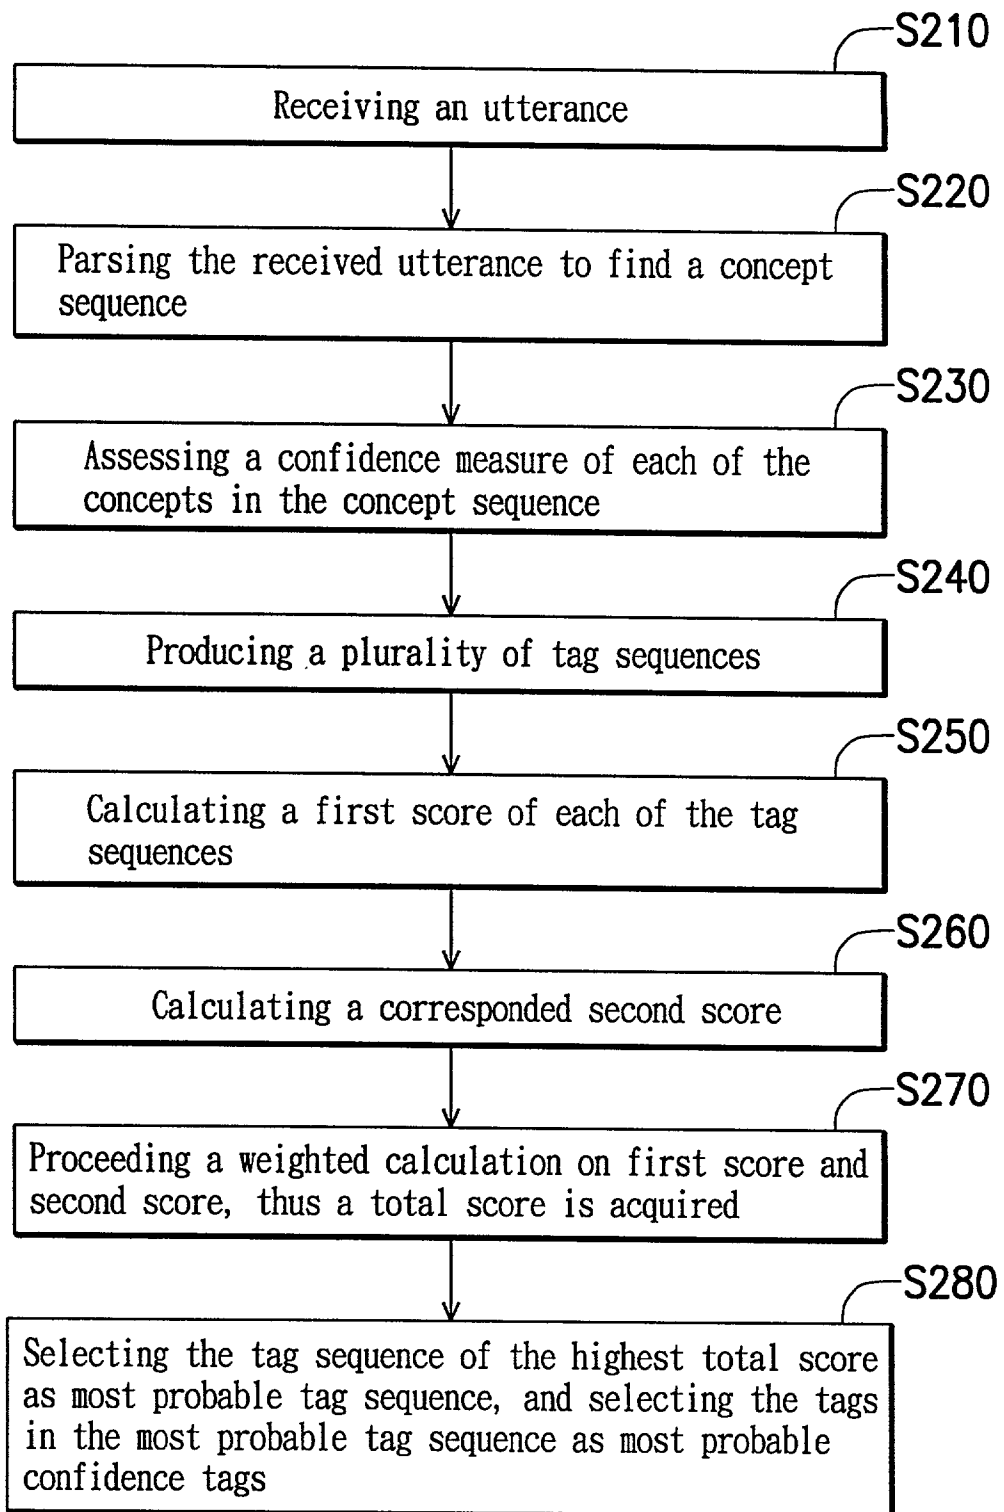 S210
Receiving an utterance
S220
Parsing the received utterance to find a concept
sequence
S230
Assessing a confidence measure of each of the
concepts in the concept sequence
S240
Producing a plurality of tag sequences
S250
Calculating a first score of each of the tag
sequences
S260
Calculating a corresponded second score
S270
Proceeding a weighted calculation on first score and
second score, thus a total score is acquired
S280
Selecting the tag sequence of the highest total score
as most probable tag sequence, and selecting the tags
in the most probable tag sequence as most probable
confidence tags